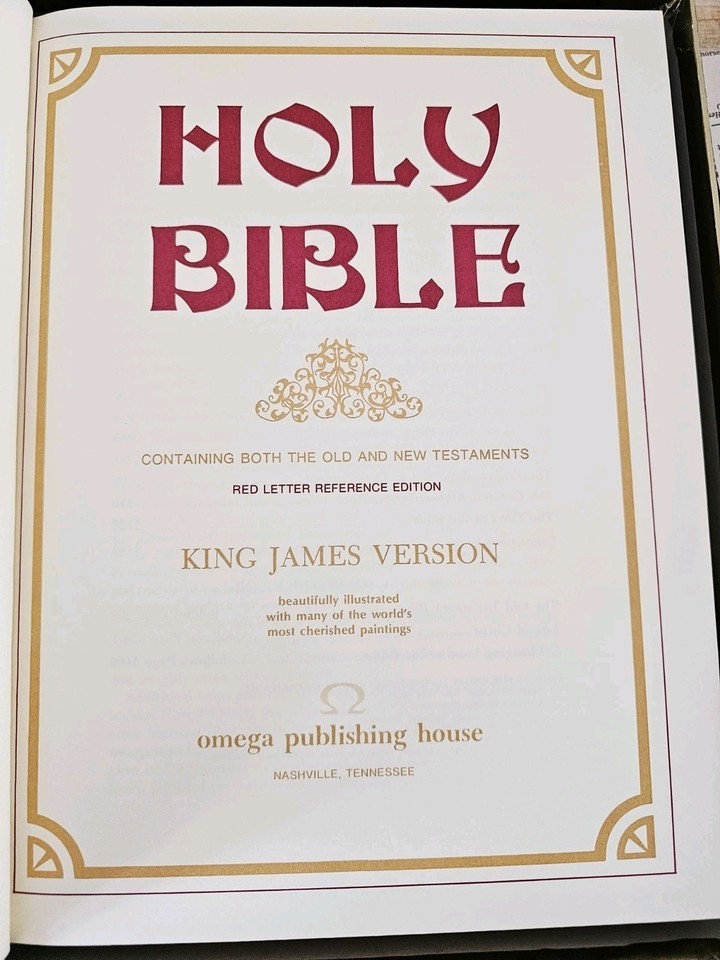 HOLY
BIBLE
CONTAINING BOTH THE OLD AND NEW TESTAMENTS
RED LETTER REFERENCE EDITION
KING JAMES VERSION
beautifully illustrated
with many of the world's
most cherished paintings
Ω
omega publishing house
NASHVILLE, TENNESSEE